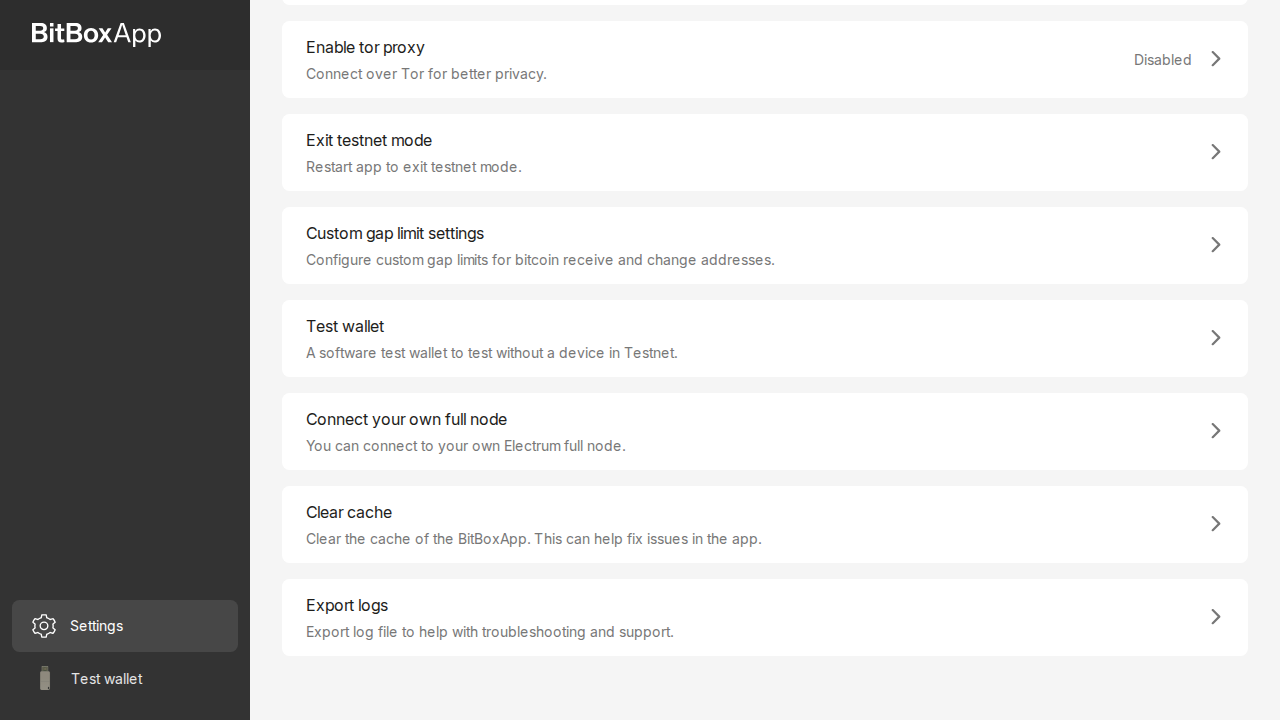 BitBoxApp
Enable tor proxy
Connect over Tor for better privacy.
Disabled
Exit testnet mode
Restart app to exit testnet mode.
Custom gap limit settings
Configure custom gap limits for bitcoin receive and change addresses.
Test wallet
A software test wallet to test without a device in Testnet.
Connect your own full node
You can connect to your own Electrum full node.
Clear cache
Clear the cache of the BitBoxApp. This can help fix issues in the app.
Export logs
Export log file to help with troubleshooting and support.
Settings
Test wallet